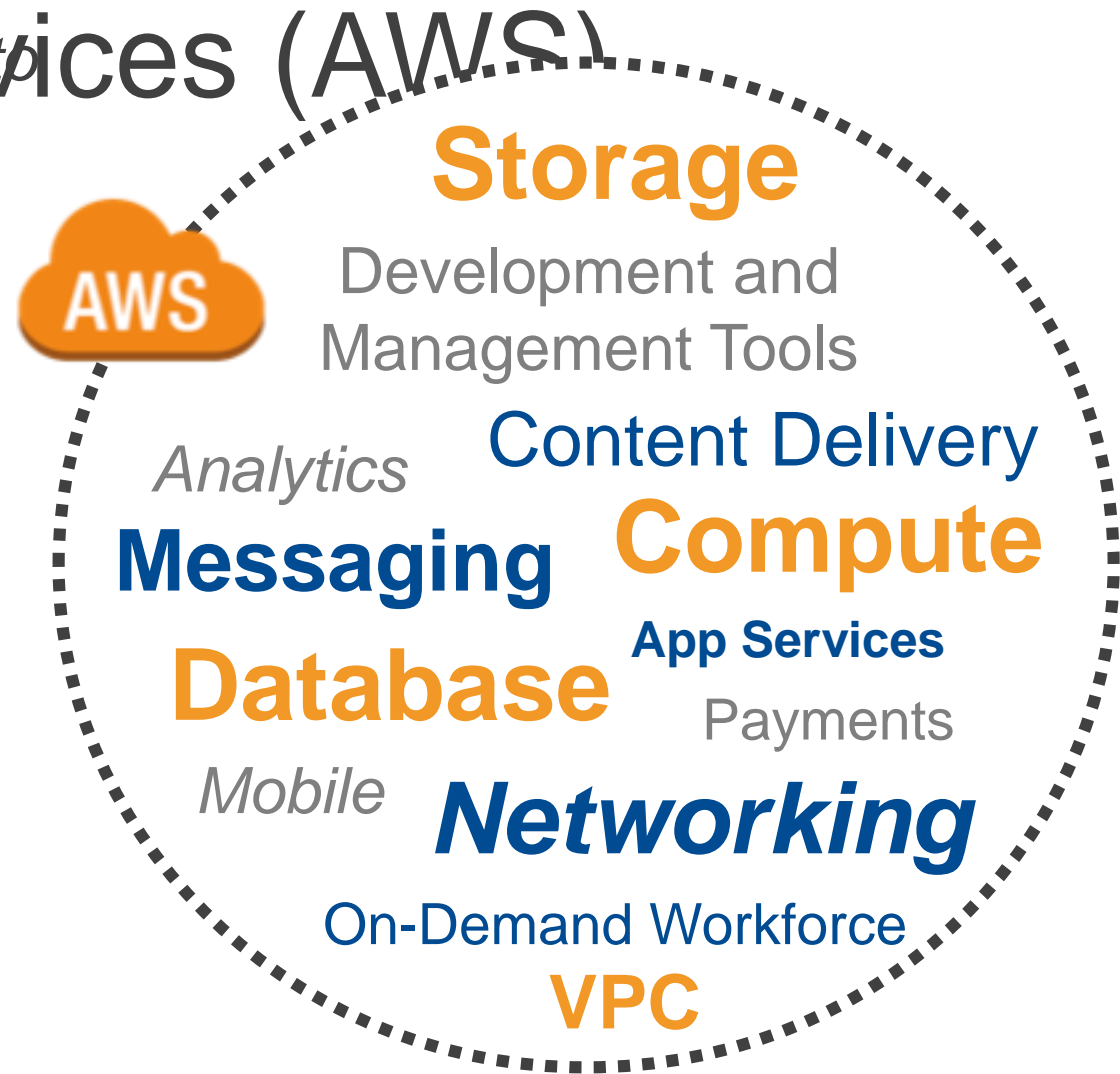 ices (AWS)
Storage
AWS
Development and
Management Tools
Content Delivery
Analytics
Compute
Messaging
App Services
Database
Payments
Mobile
Networking
On-Demand Workforce
VPC